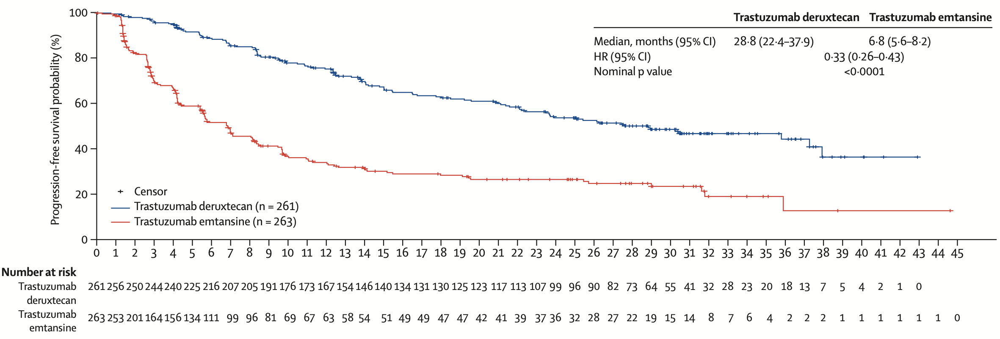 Trastuzumab deruxtecan Trastuzumab emtansine
Median, months (95% CI) 28·8 (22·4–37·9) 6·8 (5·6–8·2)
HR (95% CI) 0·33 (0·26–0·43)
Nominal p value <0·0001
Progression-free survival probability (%)
100
80
60
40
20
0
Censor
Trastuzumab deruxtecan (n = 261)
Trastuzumab emtansine (n = 263)
0 1 2 3 4 5 6 7 8 9 10 11 12 13 14 15 16 17 18 19 20 21 22 23 24 25 26 27 28 29 30 31 32 33 34 35 36 37 38 39 40 41 42 43 44 45
Number at risk
Trastuzumab
deruxtecan
261 256 250 244 240 225 216 207 205 191 176 173 167 154 146 140 134 131 130 125 123 117 113 107 99 96 90 82 73 64 55 41 32 28 23 20 18 13 7 5 4 2 1 0
Trastuzumab
emtansine
263 253 201 164 156 134 111 99 96 81 69 67 63 58 54 51 49 49 47 47 42 41 39 37 36 32 28 27 22 19 15 14 8 7 6 4 2 2 2 1 1 1 1 1 1 0